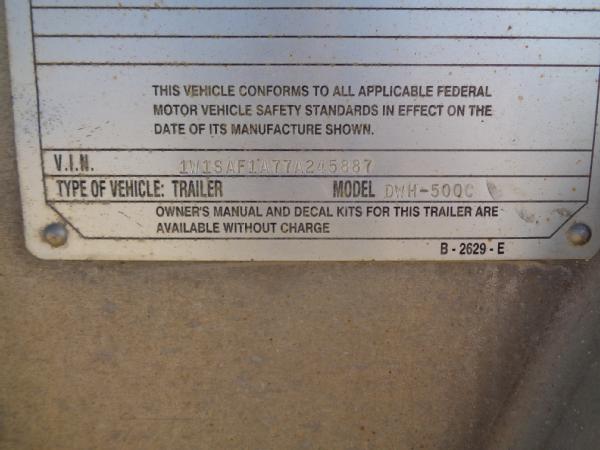 THIS VEHICLE CONFORMS TO ALL APPLICABLE FEDERAL
MOTOR VEHICLE SAFETY STANDARDS IN EFFECT ON THE
DATE OF ITS MANUFACTURE SHOWN.
V.I.N. 1W1SAF1A77A245887
TYPE OF VEHICLE: TRAILER MODEL DWH-500C
OWNER'S MANUAL AND DECAL KITS FOR THIS TRAILER ARE
AVAILABLE WITHOUT CHARGE
B - 2629 - E